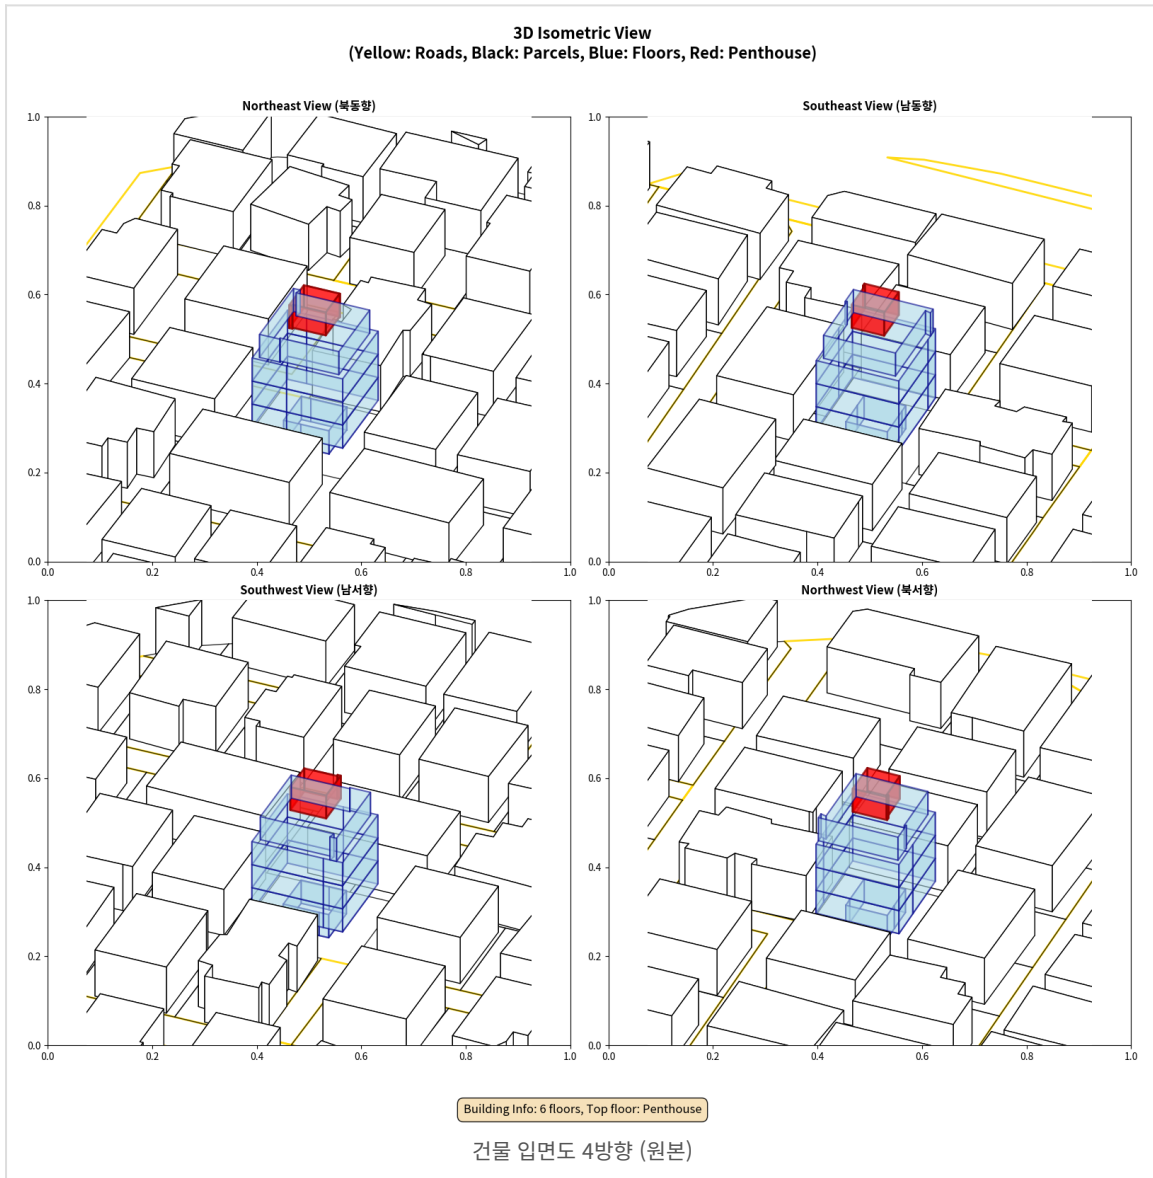 3D Isometric View
(Yellow: Roads, Black: Parcels, Blue: Floors, Red: Penthouse)
Northeast View (북동향)
1.0
0.8
0.6
0.4
0.2
0.0
0.0 0.2 0.4 0.6 0.8 1.0
Southeast View (남동향)
1.0
0.8
0.6
0.4
0.2
0.0
0.0 0.2 0.4 0.6 0.8 1.0
Southwest View (남서향)
1.0
0.8
0.6
0.4
0.2
0.0
0.0 0.2 0.4 0.6 0.8 1.0
Northwest View (북서향)
1.0
0.8
0.6
0.4
0.2
0.0
0.0 0.2 0.4 0.6 0.8 1.0
Building Info: 6 floors, Top floor: Penthouse
건물 입면도 4방향 (원본)